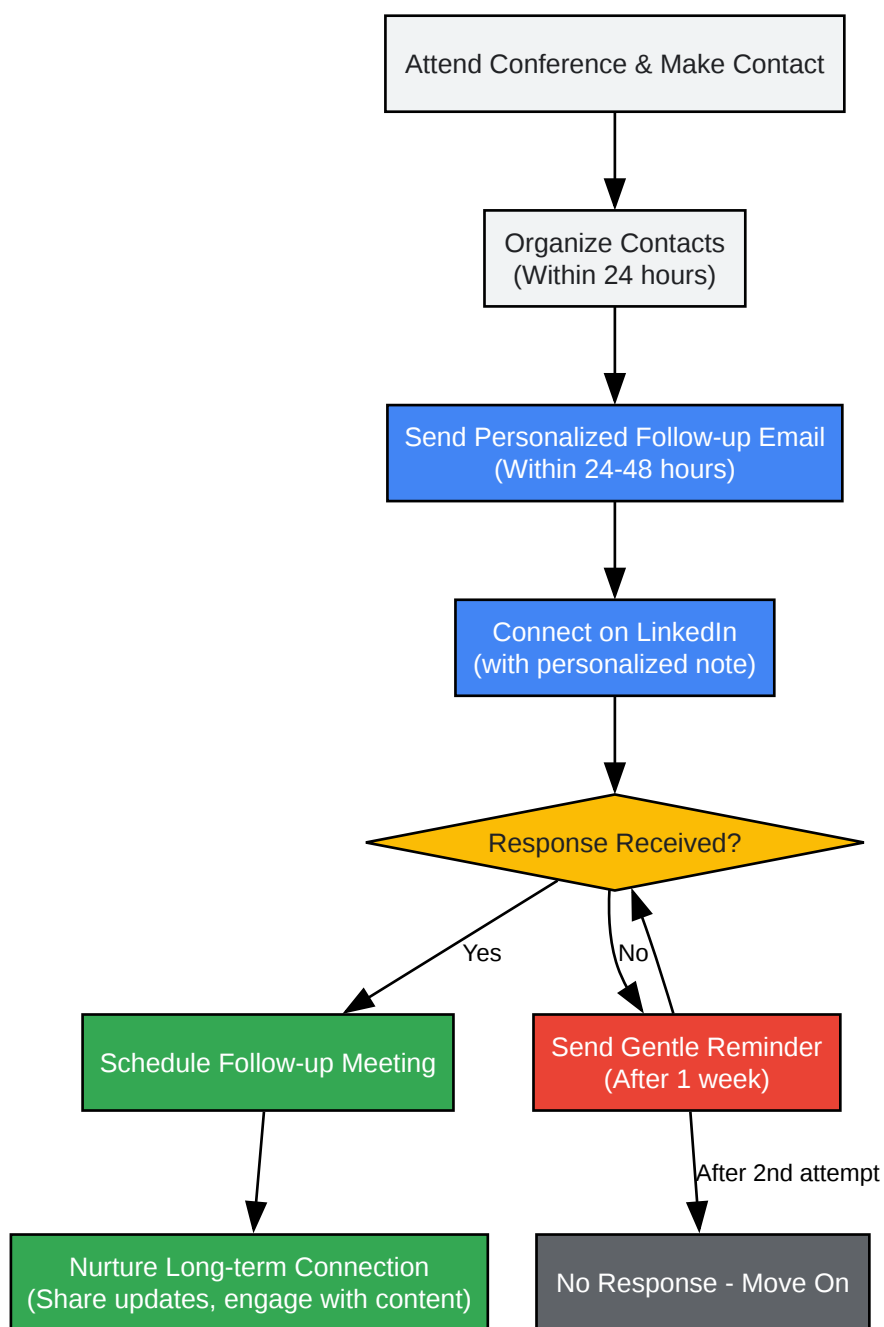 Attend Conference & Make Contact
Organize Contacts
(Within 24 hours)
Send Personalized Follow-up Email
(Within 24-48 hours)
Connect on LinkedIn
(with personalized note)
Response Received?
Yes
No
Schedule Follow-up Meeting
Send Gentle Reminder
(After 1 week)
After 2nd attempt
Nurture Long-term Connection
(Share updates, engage with content)
No Response - Move On